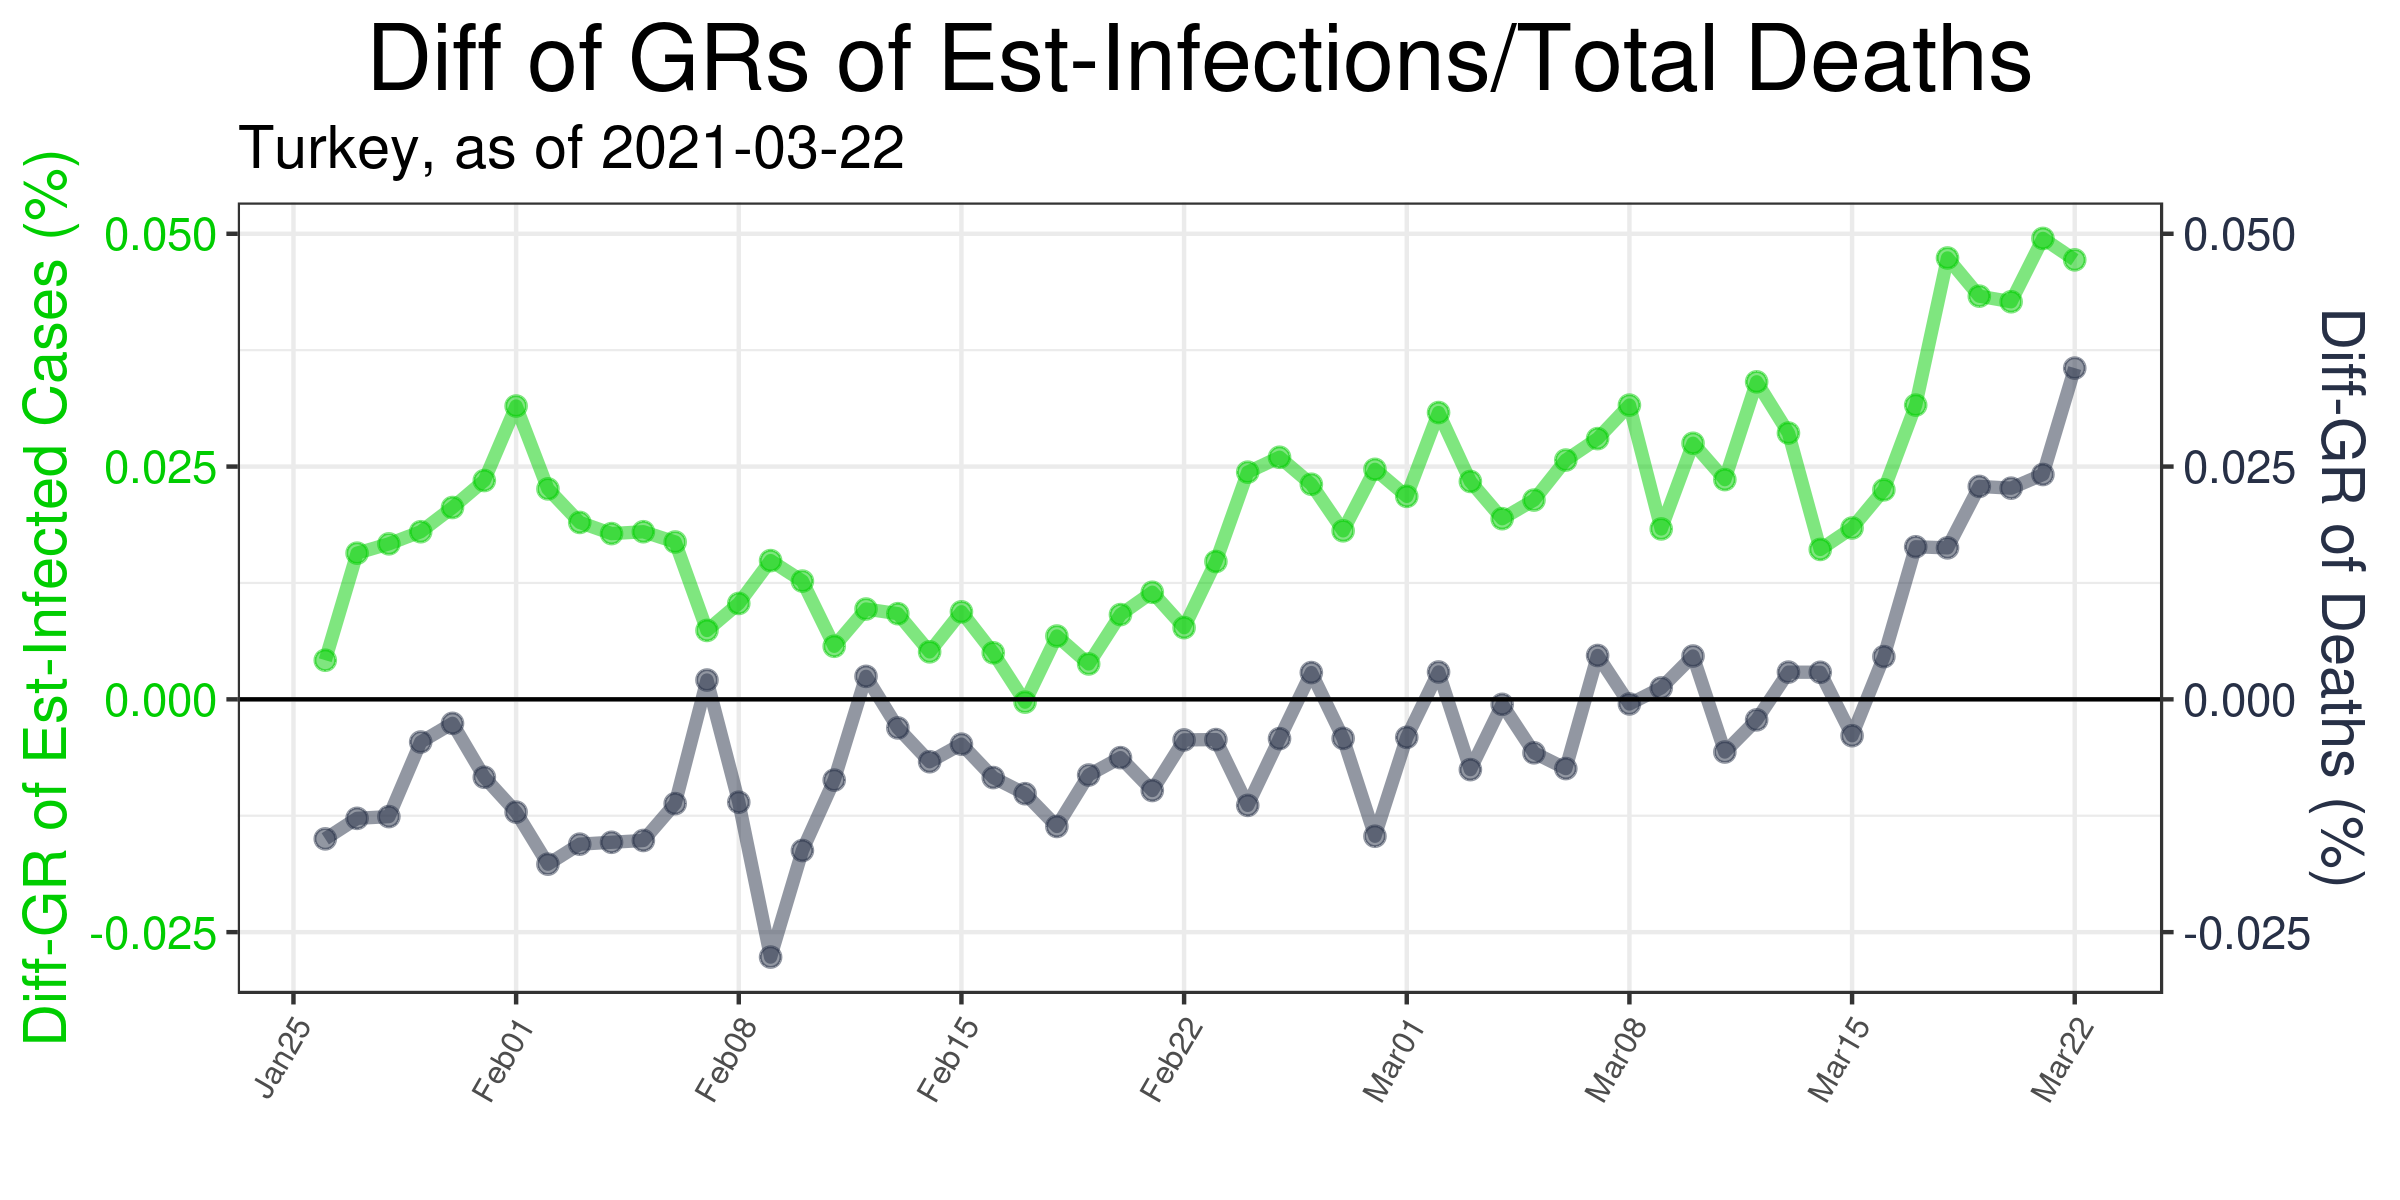 Diff of GRs of Est-Infections/Total Deaths
Turkey, as of 2021-03-22
Diff-GR of Est-Infected Cases (%)
0.050
0.025
0.000
-0.025
0.050
0.025
0.000
-0.025
Diff-GR of Deaths (%)
Jan25
Feb01
Feb08
Feb15
Feb22
Mar01
Mar08
Mar15
Mar22